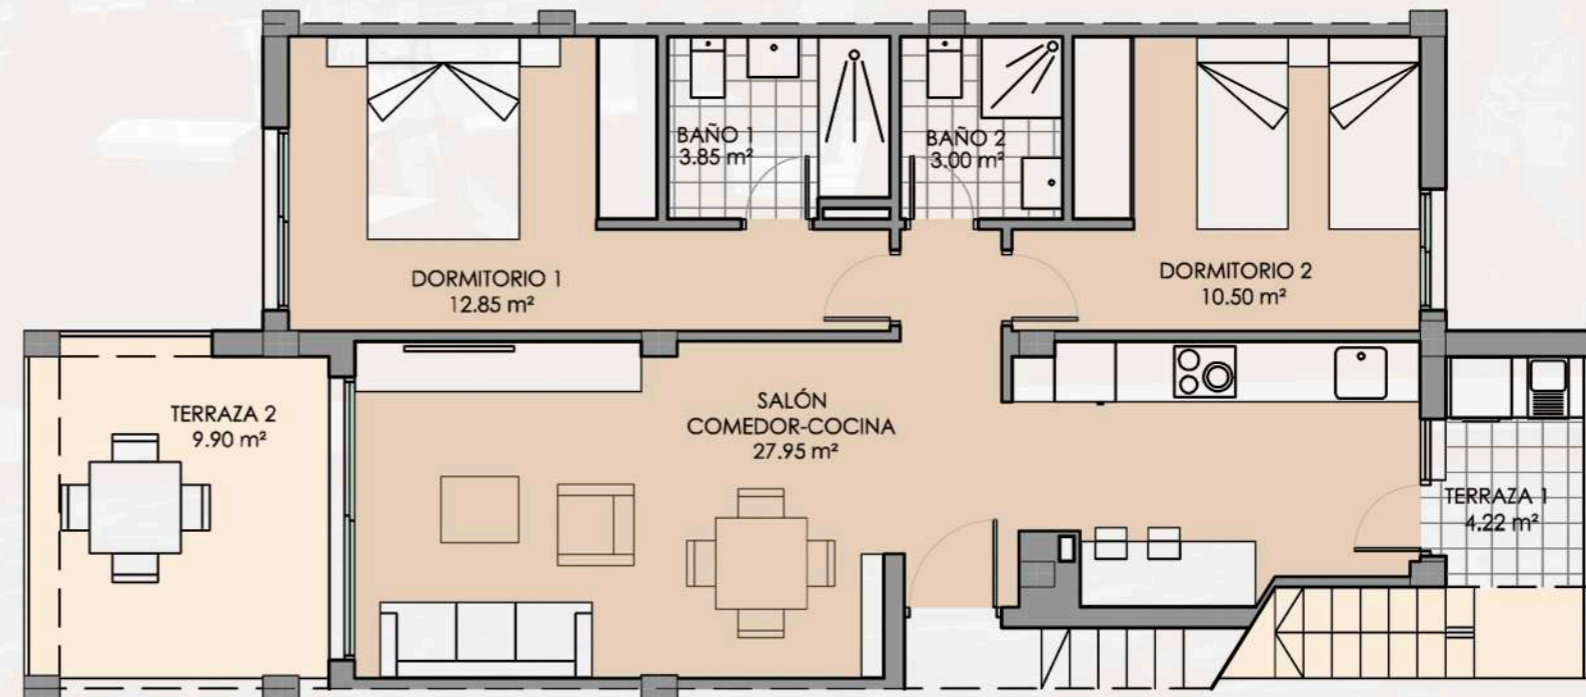 BAÑO 1
3.85 m²
BAÑO 2
3.00 m²
DORMITORIO 1
12.85 m²
DORMITORIO 2
10.50 m²
TERRAZA 2
9.90 m²
SALÓN
COMEDOR-COCINA
27.95 m²
TERRAZA 1
4.22 m²